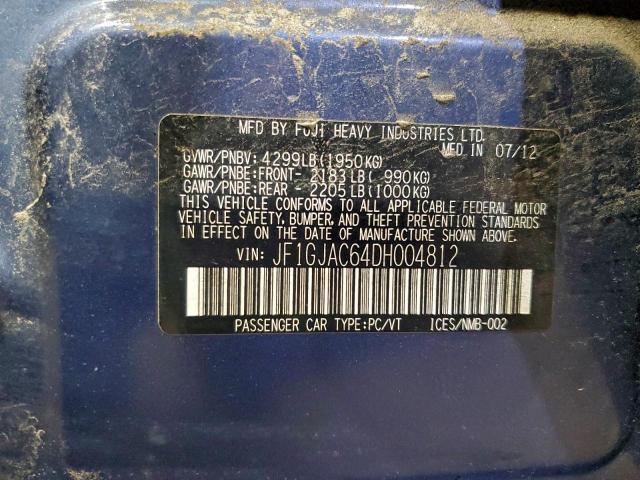 MFD BY FUJI HEAVY INDUSTRIES LTD.
MFD IN 07/12
GVWR/PNBV: 4299LB(1950KG)
GAWR/PNBE:FRONT- 2183LB( 990KG)
GAWR/PNBE:REAR - 2205LB(1000KG)
THIS VEHICLE CONFORMS TO ALL APPLICABLE FEDERAL MOTOR
VEHICLE SAFETY, BUMPER, AND THEFT PREVENTION STANDARDS
IN EFFECT ON THE DATE OF MANUFACTURE SHOWN ABOVE.
VIN: JF1GJAC64DH004812
PASSENGER CAR TYPE:PC/VT ICES/NMB-002